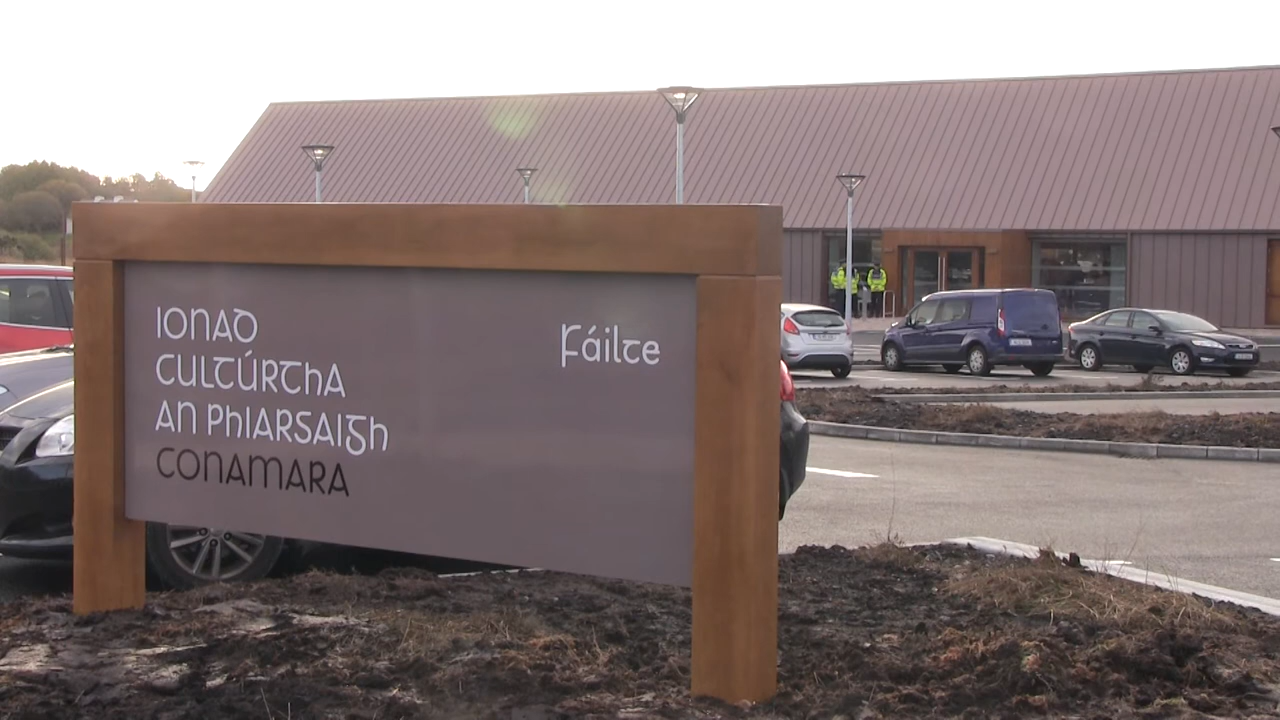 IONAD
CULTÚRTHA
AN PHIARSAIGH
CONAMARA
Fáilte